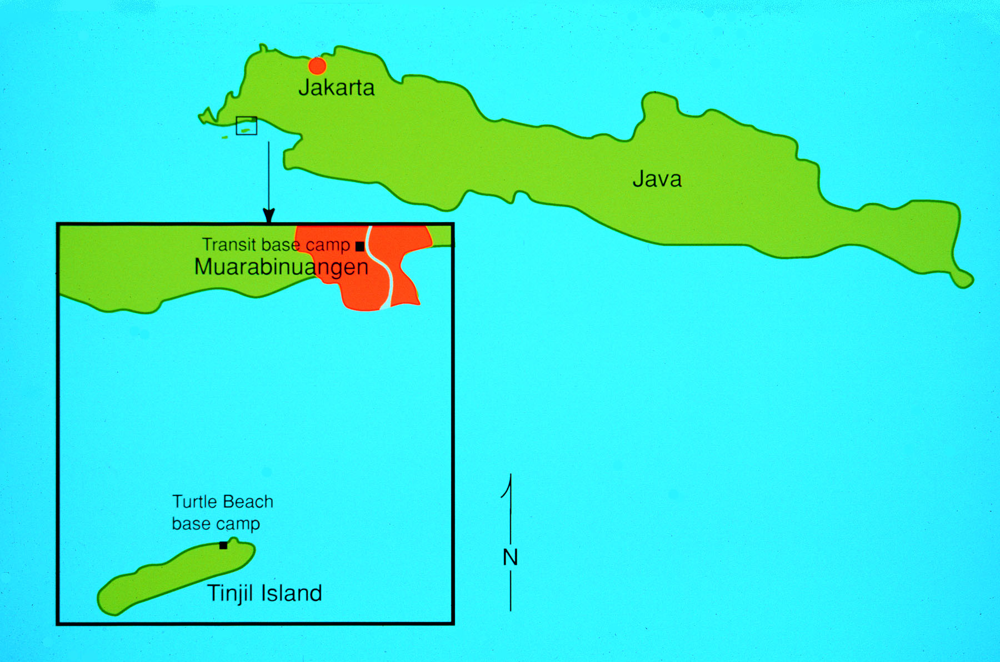 Jakarta
Java
Transit base camp
Muarabinuangen
Turtle Beach
base camp
Tinjil Island
N